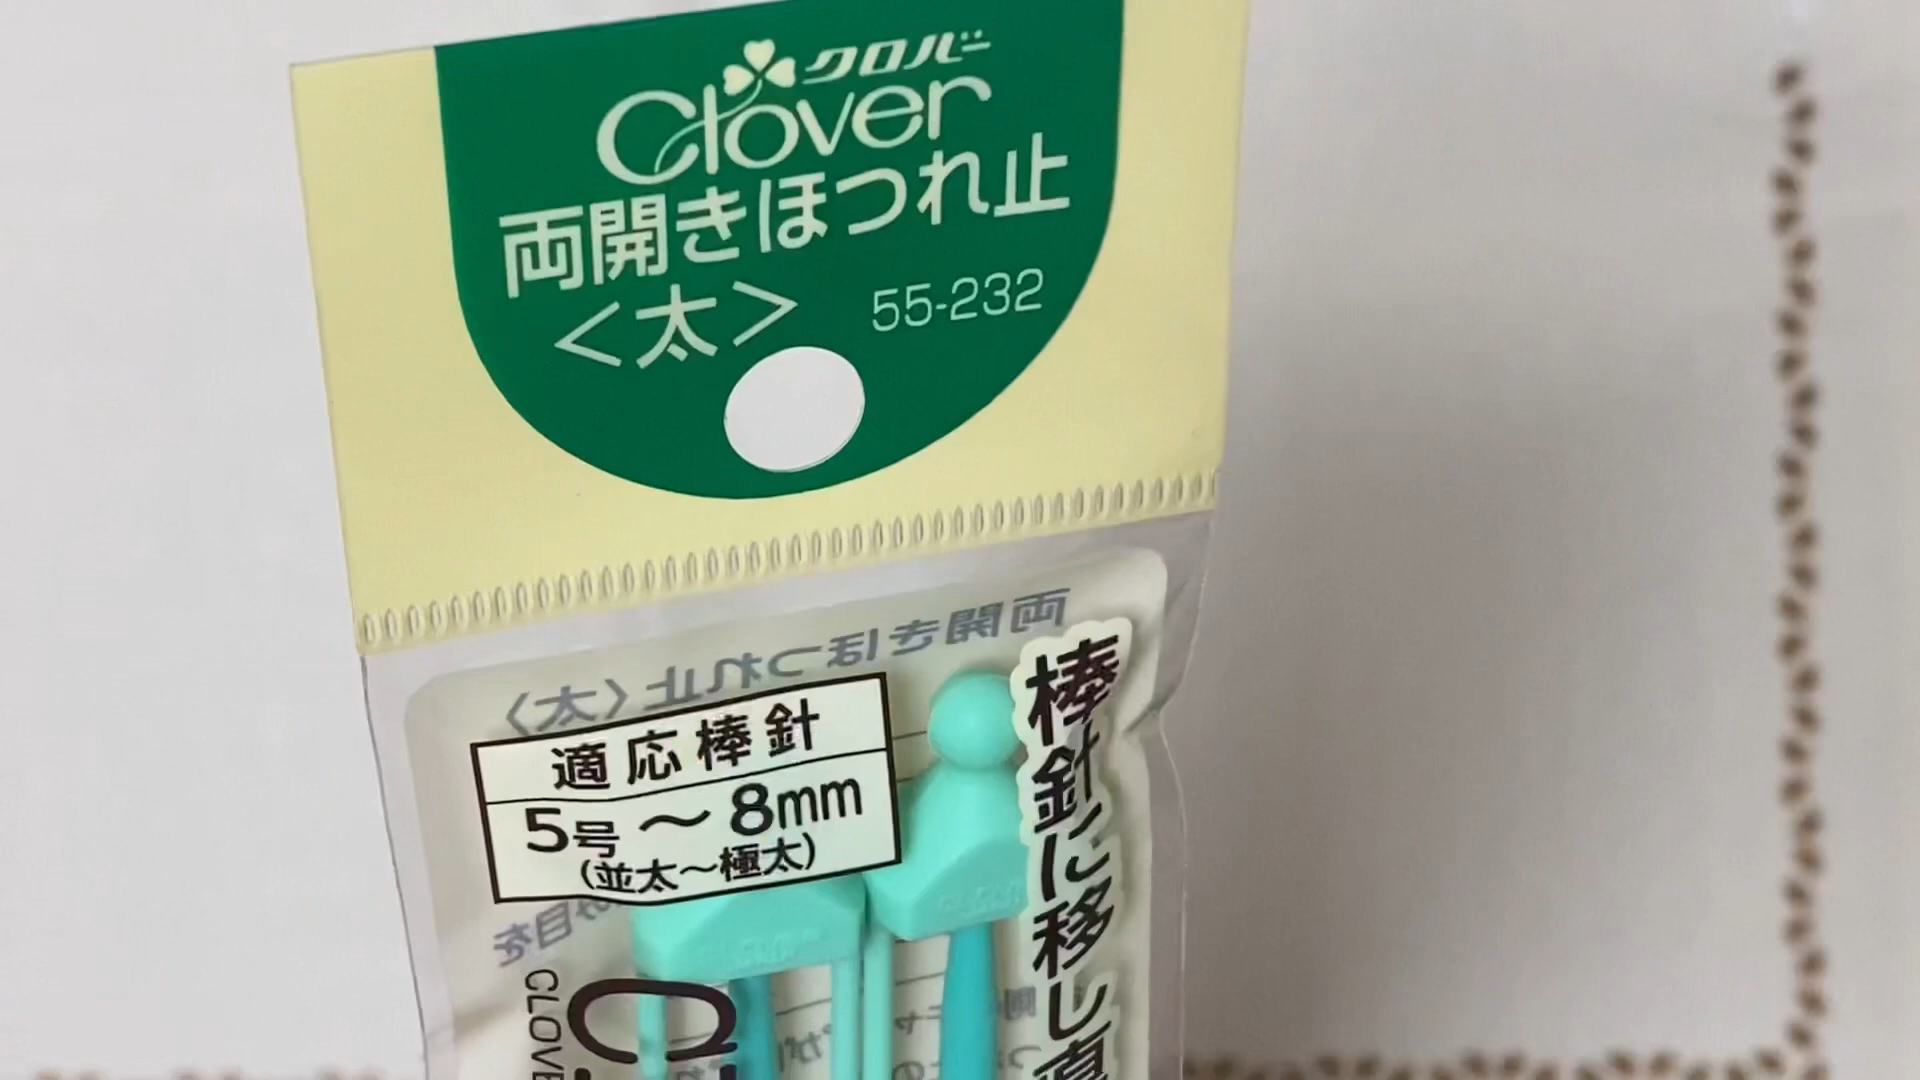 クロバー
Clover
両開きほつれ止
＜太＞ 55-232
両開きほつれ止〈太〉
適応棒針
5号～8mm
(並太～極太)
棒針に移し
目を
CLOVE